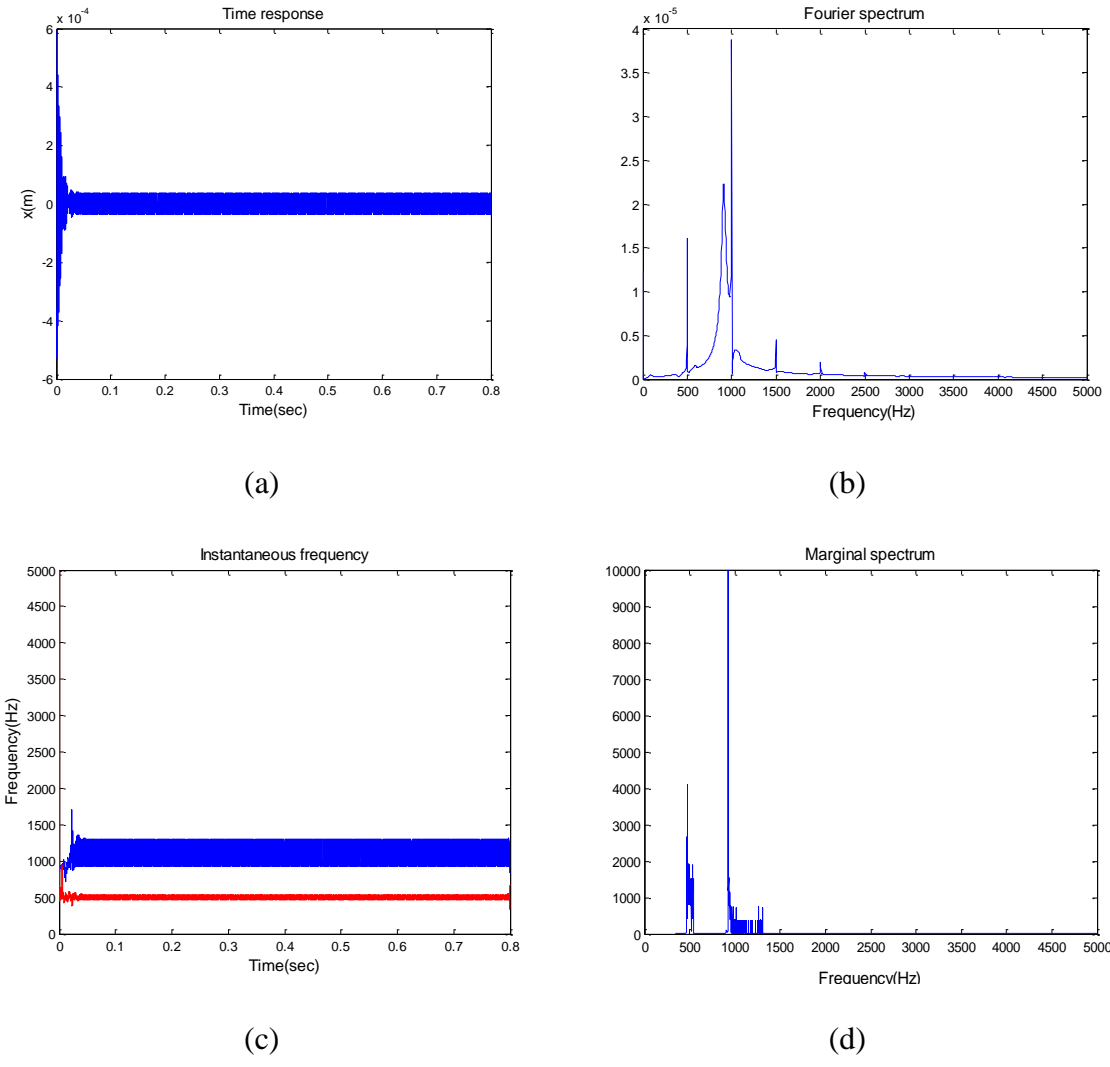 Time response
x 10^-4
6
4
2
0
-2
-4
-6
x(m)
0 0.1 0.2 0.3 0.4 0.5 0.6 0.7 0.8
Time(sec)
(a)
Fourier spectrum
x 10^-5
4
3.5
3
2.5
2
1.5
1
0.5
0
0 500 1000 1500 2000 2500 3000 3500 4000 4500 5000
Frequency(Hz)
(b)
Instantaneous frequency
5000
4500
4000
3500
3000
2500
2000
1500
1000
500
0
Frequency(Hz)
0 0.1 0.2 0.3 0.4 0.5 0.6 0.7 0.8
Time(sec)
(c)
Marginal spectrum
10000
9000
8000
7000
6000
5000
4000
3000
2000
1000
0
0 500 1000 1500 2000 2500 3000 3500 4000 4500 5000
Frequency(Hz)
(d)